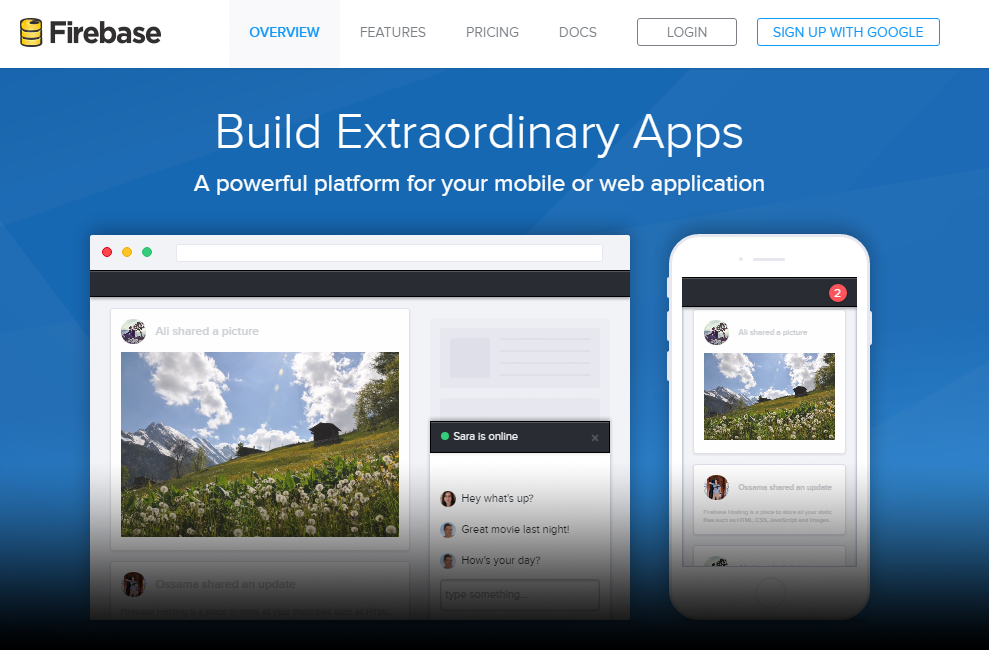 Firebase
OVERVIEW
FEATURES
PRICING
DOCS
LOGIN
SIGN UP WITH GOOGLE
Build Extraordinary Apps
A powerful platform for your mobile or web application
Ali shared a picture
Sara is online
×
Hey what's up?
Great movie last night!
How's your day?
type something...
Ossama shared an update
2
Ali shared a picture
Ossama shared an update
Firebase Hosting is a place to store all your static
files such as HTML, CSS, JavaScript and images.